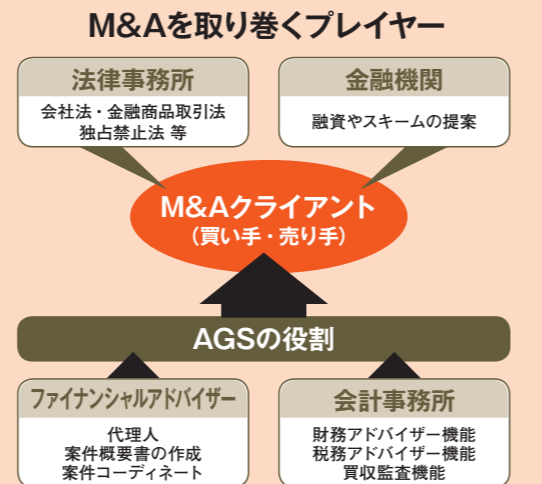 M&Aを取り巻くプレイヤー
法律事務所
会社法・金融商品取引法
独占禁止法 等
金融機関
融資やスキームの提案
M&Aクライアント
(買い手・売り手)
AGSの役割
ファイナンシャルアドバイザー
代理人
案件概要書の作成
案件コーディネート
会計事務所
財務アドバイザー機能
税務アドバイザー機能
買収監査機能